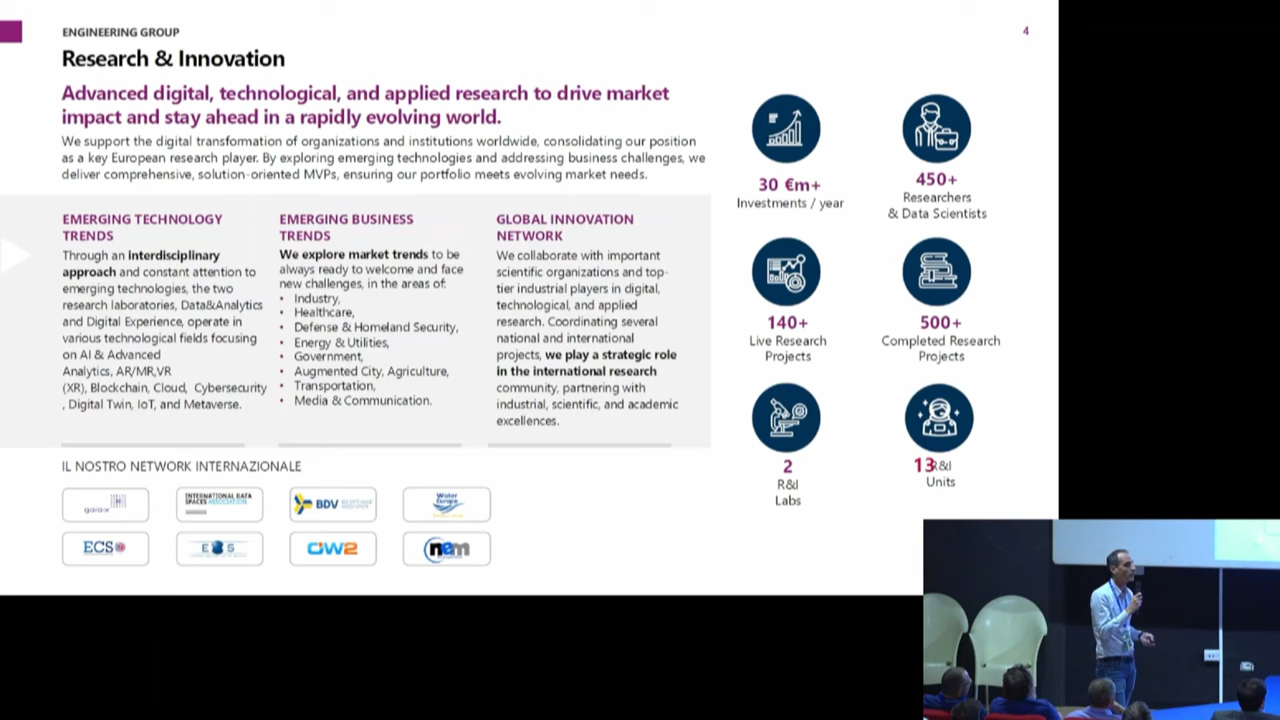 ENGINEERING GROUP
4
Research & Innovation
Advanced digital, technological, and applied research to drive market
impact and stay ahead in a rapidly evolving world.
We support the digital transformation of organizations and institutions worldwide, consolidating our position
as a key European research player. By exploring emerging technologies and addressing business challenges, we
deliver comprehensive, solution-oriented MVPs, ensuring our portfolio meets evolving market needs.
EMERGING TECHNOLOGY
TRENDS
Through an interdisciplinary
approach and constant attention to
emerging technologies, the two
research laboratories, Data&Analytics
and Digital Experience, operate in
various technological fields focusing
on AI & Advanced
Analytics, AR/MR,VR
(XR), Blockchain, Cloud, Cybersecurity
, Digital Twin, IoT, and Metaverse.
EMERGING BUSINESS
TRENDS
We explore market trends to be
always ready to welcome and face
new challenges, in the areas of:
• Industry,
• Healthcare,
• Defense & Homeland Security,
• Energy & Utilities,
• Government,
• Augmented City, Agriculture,
• Transportation,
• Media & Communication.
GLOBAL INNOVATION
NETWORK
We collaborate with important
scientific organizations and top-
tier industrial players in digital,
technological, and applied
research. Coordinating several
national and international
projects, we play a strategic role
in the international research
community, partnering with
industrial, scientific, and academic
excellences.
30 €m+
Investments / year
450+
Researchers
& Data Scientists
140+
Live Research
Projects
500+
Completed Research
Projects
2
R&I
Labs
13 R&I
Units
IL NOSTRO NETWORK INTERNAZIONALE
gaia-x
INTERNATIONAL DATA
SPACES ASSOCIATION
BDV
Water
Europe
ECS
E S
OW2
nem